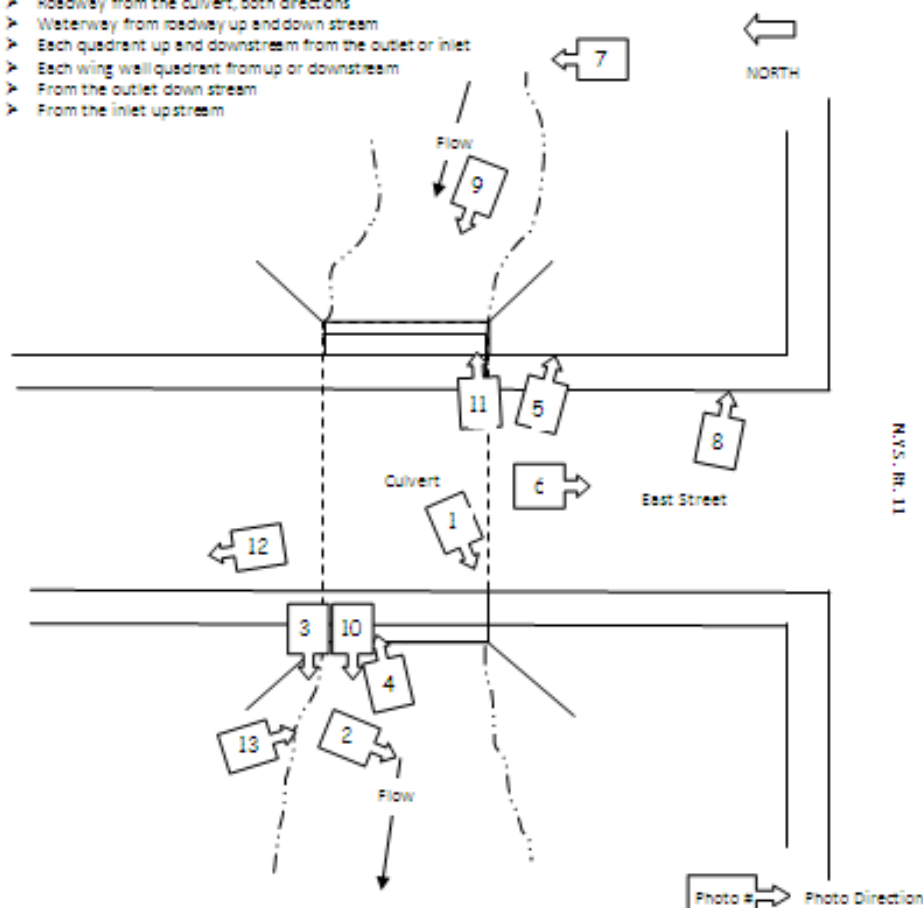 Roadway from the culvert, both directions
Waterway from roadway up and down stream
Each quadrant up and downstream from the outlet or inlet
Each wing wall quadrant from up or downstream
From the outlet down stream
From the inlet upstream
7
NORTH
Flow
9
11
5
8
N.Y.S. Rt. 11
Culvert
6
East Street
1
12
3
10
4
13
2
Flow
Photo #
Photo Direction